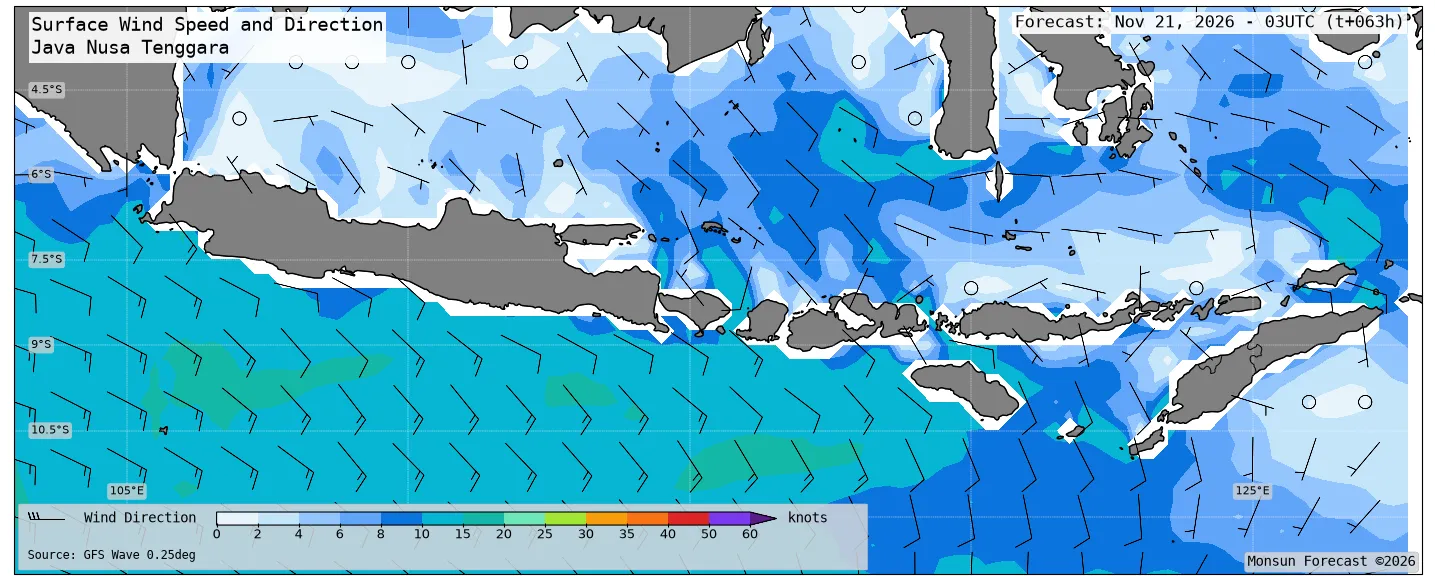 Surface Wind Speed and Direction
Java Nusa Tenggara
Forecast: Nov 21, 2026 - 03UTC (t+063h)
4.5°S
6°S
7.5°S
9°S
10.5°S
105°E
125°E
Wind Direction
0 2 4 6 8 10 15 20 25 30 35 40 50 60
knots
Source: GFS Wave 0.25deg
Monsun Forecast ©2026